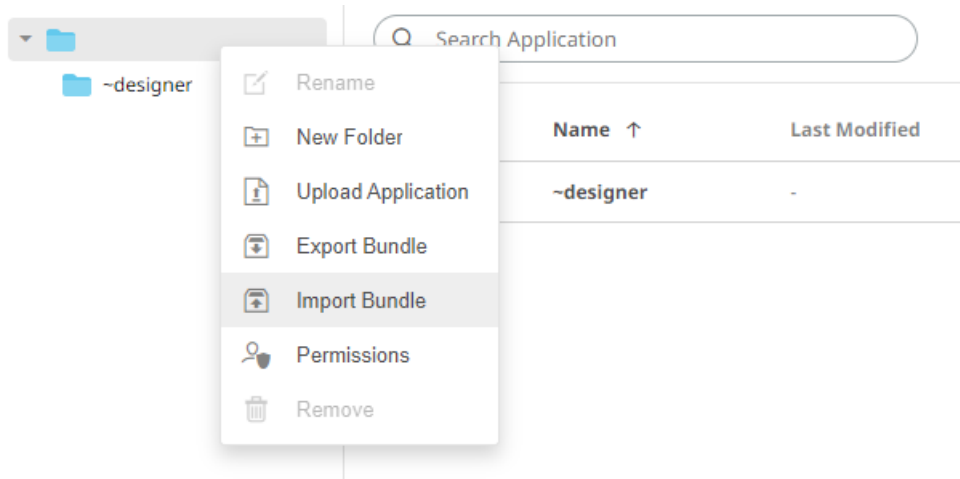 Search Application
~designer
Rename
New Folder
Upload Application
Export Bundle
Import Bundle
Permissions
Remove
Name ↑ Last Modified
~designer -